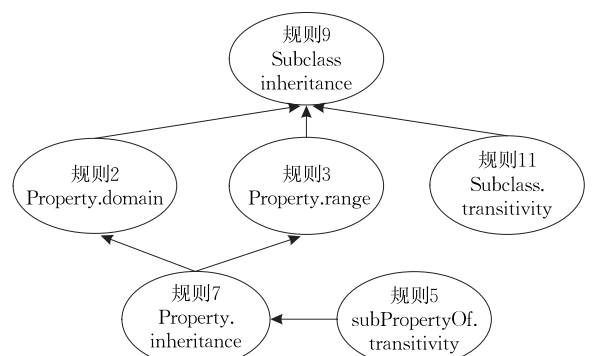 规则9
Subclass
inheritance
规则2
Property.domain
规则3
Property.range
规则11
Subclass.
transitivity
规则7
Property.
inheritance
规则5
subPropertyOf.
transitivity